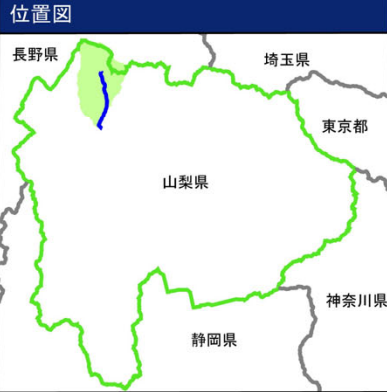 位置図
長野県
埼玉県
東京都
山梨県
神奈川県
静岡県